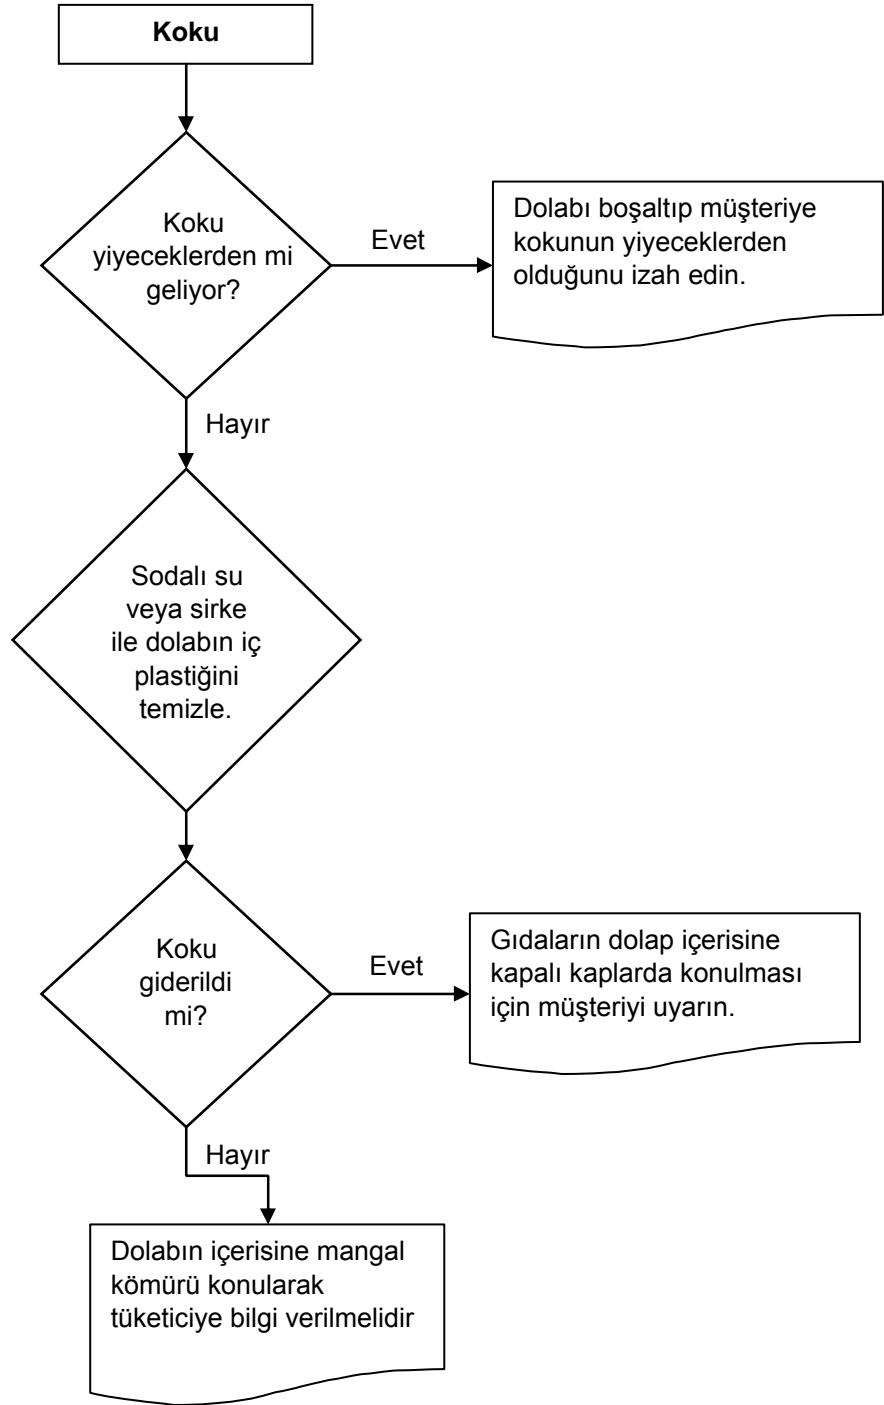 Koku
Koku
yiyeceklerden mi
geliyor?
Evet
Dolabı boşaltıp müşteriye
kokunun yiyeceklerden
olduğunu izah edin.
Hayır
Sodalı su
veya sirke
ile dolabın iç
plastiğini
temizle.
Koku
giderildi
mi?
Evet
Gıdaların dolap içerisine
kapalı kaplarda konulması
için müşteriyi uyarın.
Hayır
Dolabın içerisine mangal
kömürü konularak
tüketiciye bilgi verilmelidir